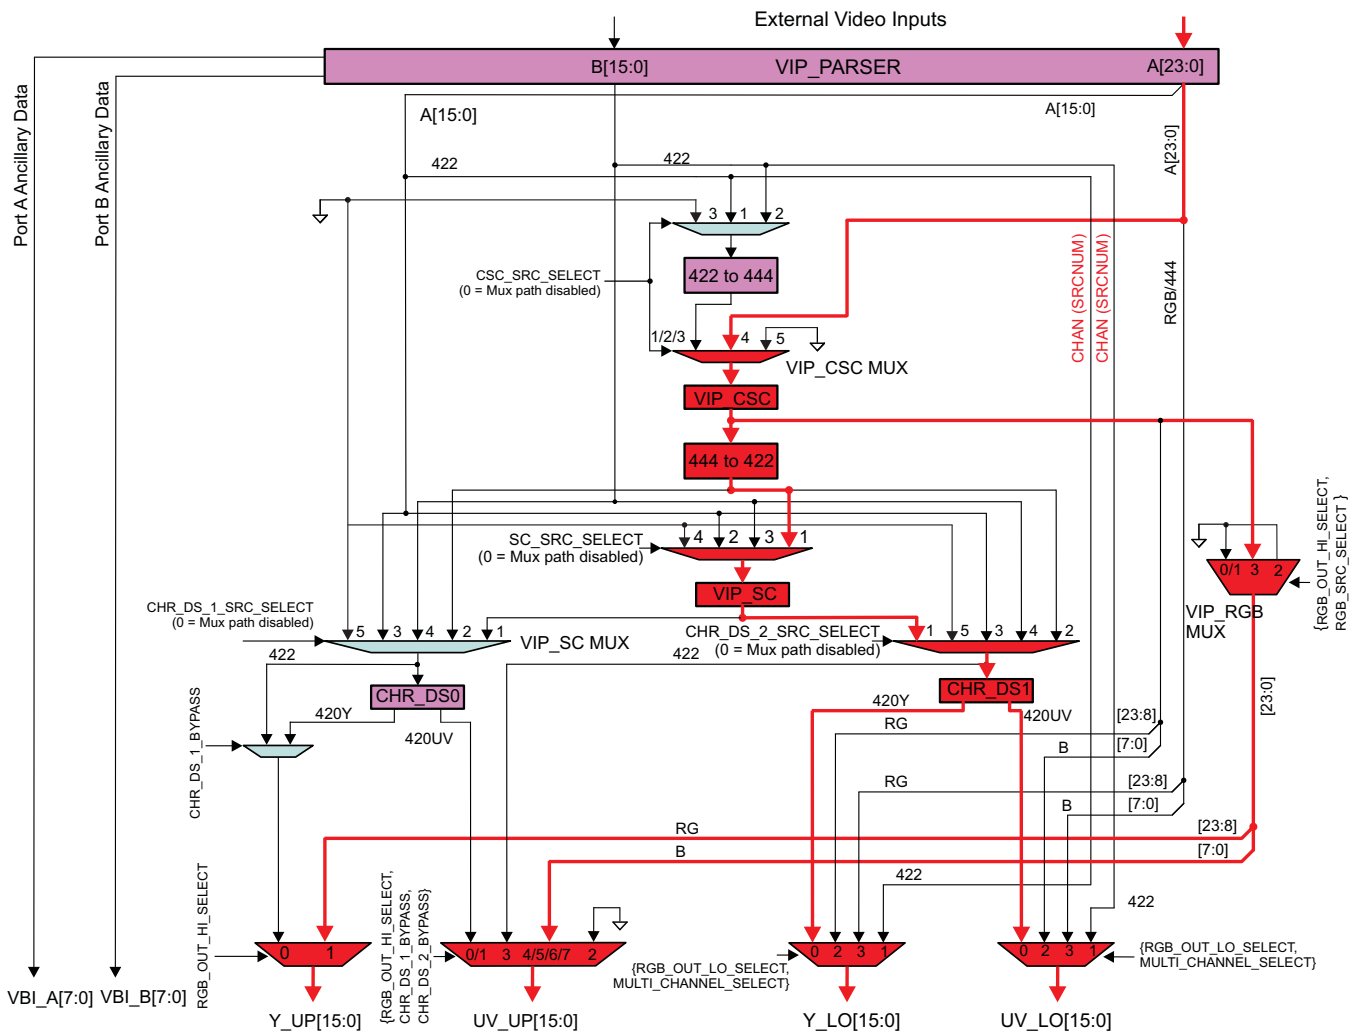 External Video Inputs
B[15:0]
VIP_PARSER
A[23:0]
Port A Ancillary Data
Port B Ancillary Data
A[15:0]
A[15:0]
A[23:0]
422
422
3
1
2
CSC_SRC_SELECT
(0 = Mux path disabled)
422 to 444
CHAN (SRCNUM)
CHAN (SRCNUM)
RGB/444
1/2/3
4
5
VIP_CSC MUX
VIP_CSC
444 to 422
SC_SRC_SELECT
(0 = Mux path disabled)
4
2
3
1
{RGB_OUT_HI_SELECT,
RGB_SRC_SELECT }
0/1
3
2
VIP_RGB
MUX
VIP_SC
CHR_DS_1_SRC_SELECT
(0 = Mux path disabled)
5
3
4
2
1
VIP_SC MUX
CHR_DS_2_SRC_SELECT
(0 = Mux path disabled)
1
5
3
4
2
422
422
CHR_DS0
CHR_DS1
[23:0]
420Y
420UV
420Y
420UV
CHR_DS_1_BYPASS
RG
[23:8]
B
[7:0]
RG
[23:8]
B
[7:0]
RG
[23:8]
B
[7:0]
422
422
RGB_OUT_HI_SELECT
0
1
{RGB_OUT_HI_SELECT,
CHR_DS_1_BYPASS,
CHR_DS_2_BYPASS}
0/1
3
4/5/6/7
2
{RGB_OUT_LO_SELECT,
MULTI_CHANNEL_SELECT}
0
2
3
1
0
2
3
1
{RGB_OUT_LO_SELECT,
MULTI_CHANNEL_SELECT}
VBI_A[7:0]
VBI_B[7:0]
Y_UP[15:0]
UV_UP[15:0]
Y_LO[15:0]
UV_LO[15:0]